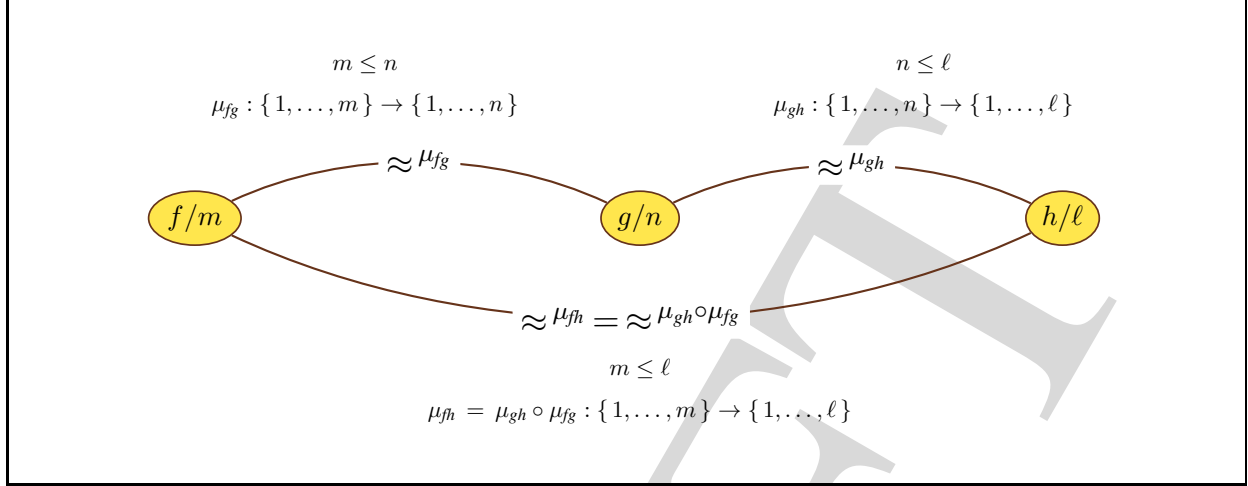 m ≤ n
n ≤ ℓ
μ_fg : { 1, . . . , m } → { 1, . . . , n }
μ_gh : { 1, . . . , n } → { 1, . . . , ℓ }
≈^μ_fg
≈^μ_gh
f/m
g/n
h/ℓ
≈^μ_fh = ≈^μ_gh∘μ_fg
m ≤ ℓ
μ_fh = μ_gh ∘ μ_fg : { 1, . . . , m } → { 1, . . . , ℓ }